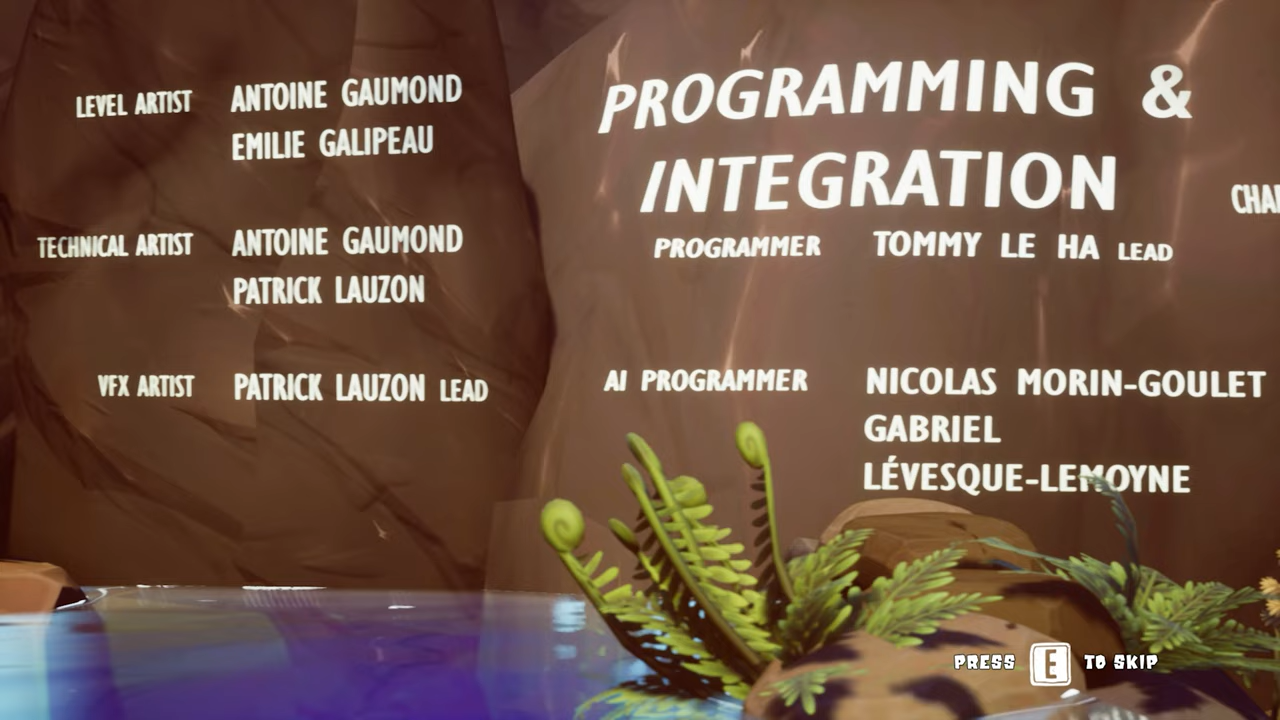 LEVEL ARTIST ANTOINE GAUMOND
EMILIE GALIPEAU
TECHNICAL ARTIST ANTOINE GAUMOND
PATRICK LAUZON
VFX ARTIST PATRICK LAUZON LEAD
PROGRAMMING &
INTEGRATION
PROGRAMMER TOMMY LE HA LEAD
AI PROGRAMMER NICOLAS MORIN-GOULET
GABRIEL
LÉVESQUE-LEMOYNE
PRESS E TO SKIP